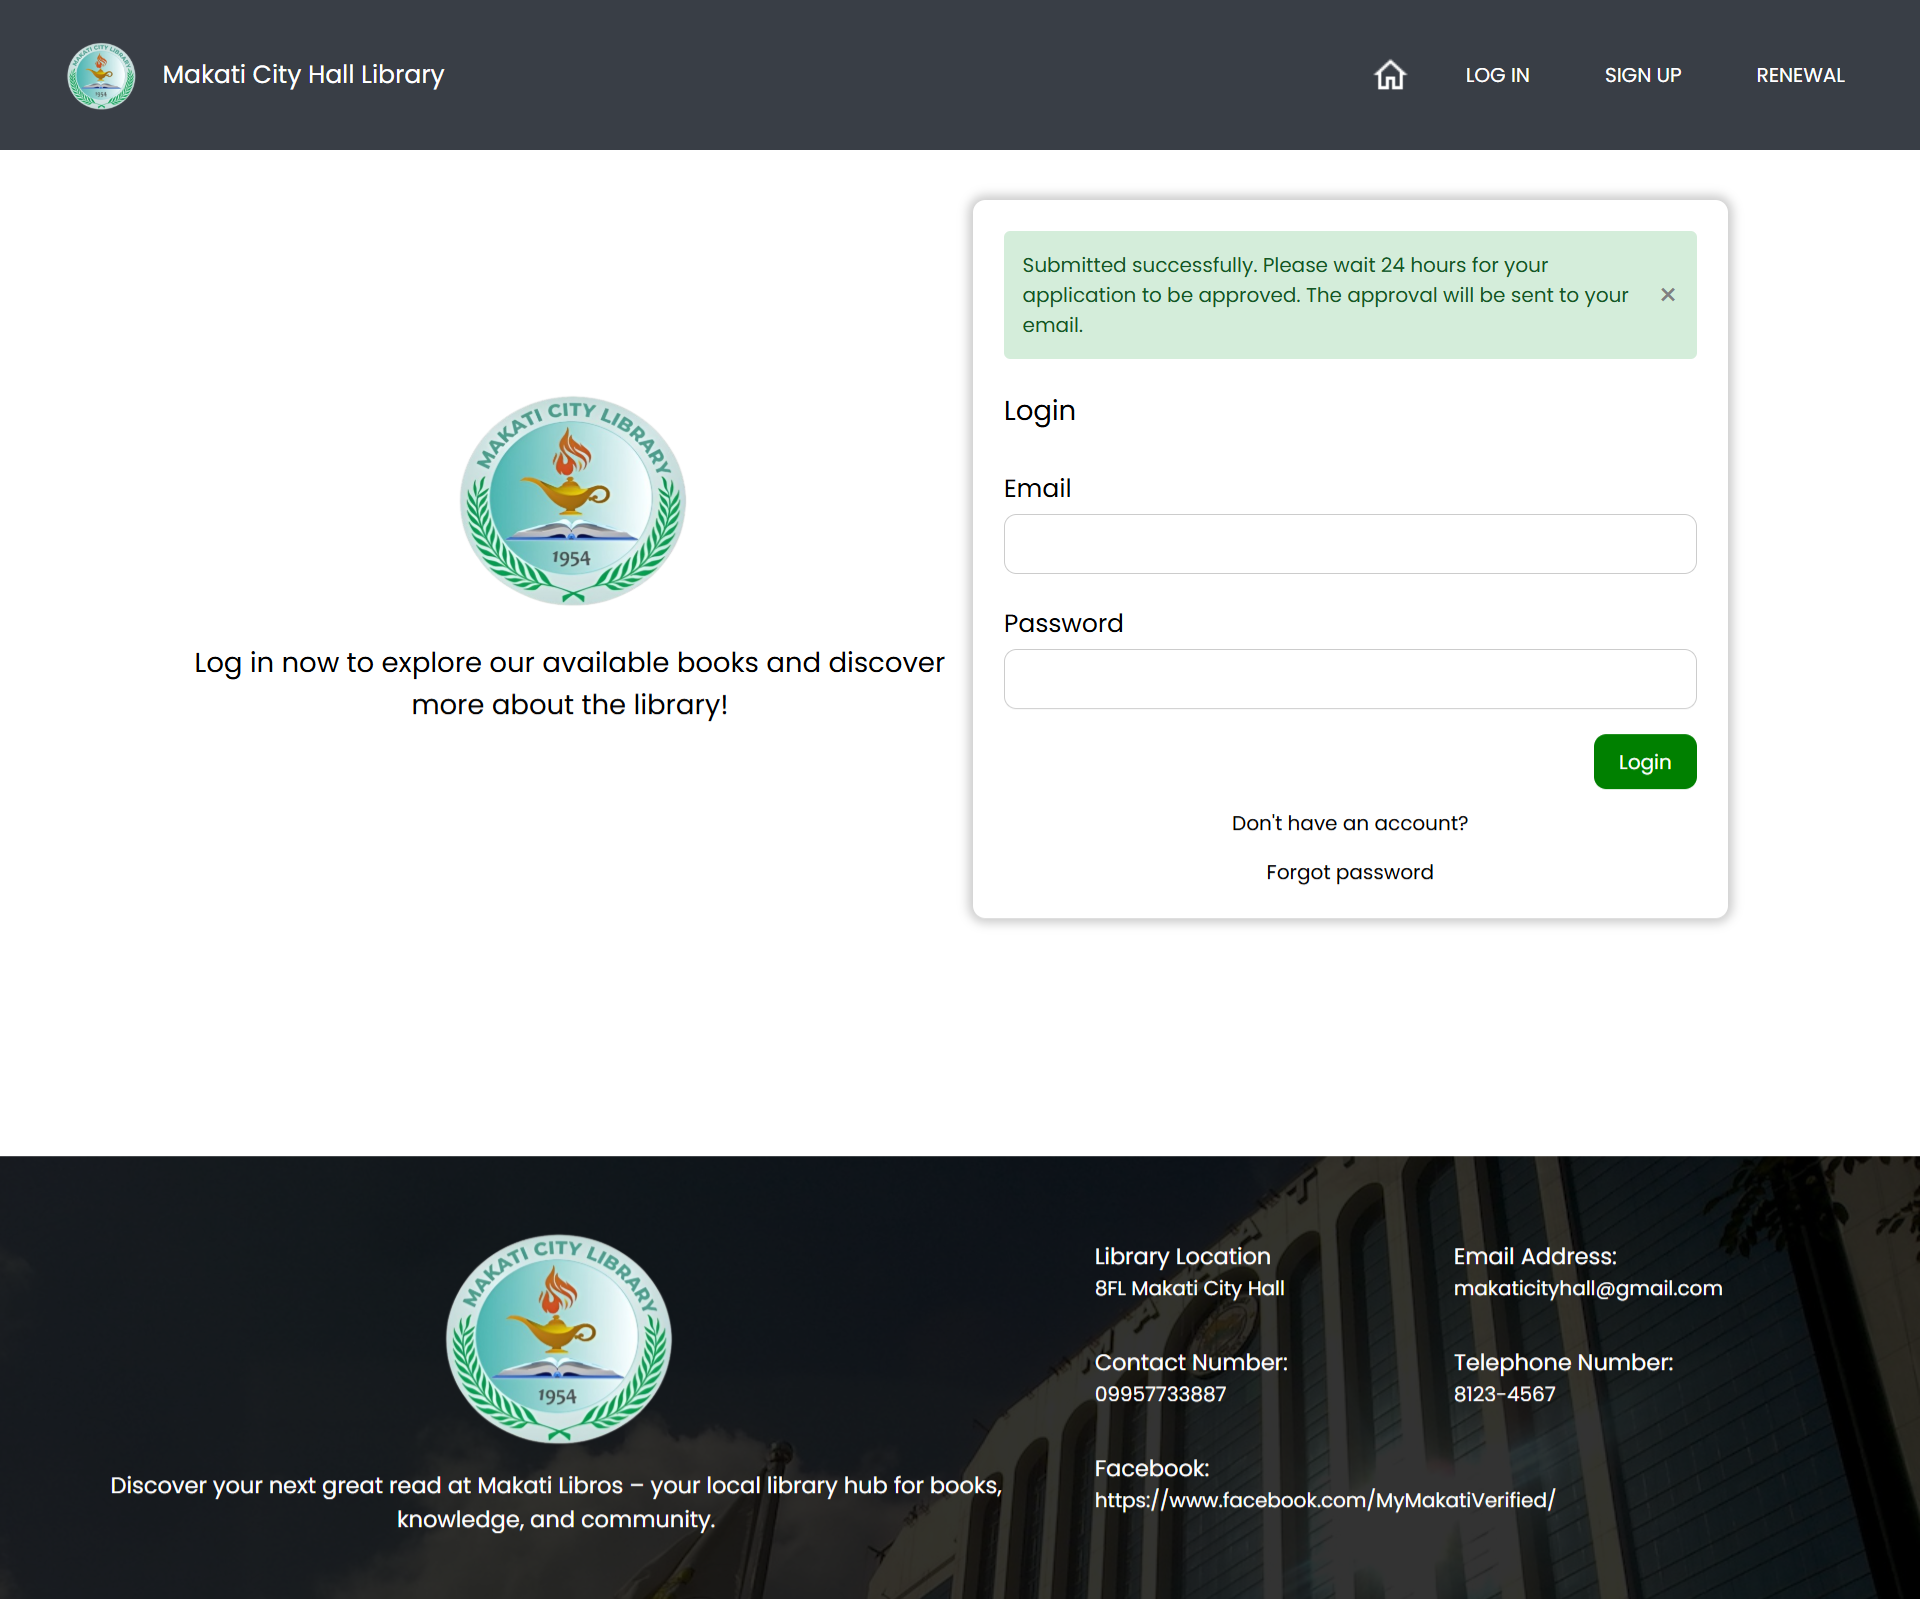 MAKATI CITY LIBRARY
1954
Makati City Hall Library
LOG IN
SIGN UP
RENEWAL
MAKATI CITY LIBRARY
1954
Log in now to explore our available books and discover
more about the library!
Submitted successfully. Please wait 24 hours for your
application to be approved. The approval will be sent to your
email.
×
Login
Email
Password
Login
Don't have an account?
Forgot password
MAKATI CITY LIBRARY
1954
Discover your next great read at Makati Libros – your local library hub for books,
knowledge, and community.
Library Location
8FL Makati City Hall
Email Address:
makaticityhall@gmail.com
Contact Number:
09957733887
Telephone Number:
8123-4567
Facebook:
https://www.facebook.com/MyMakatiVerified/